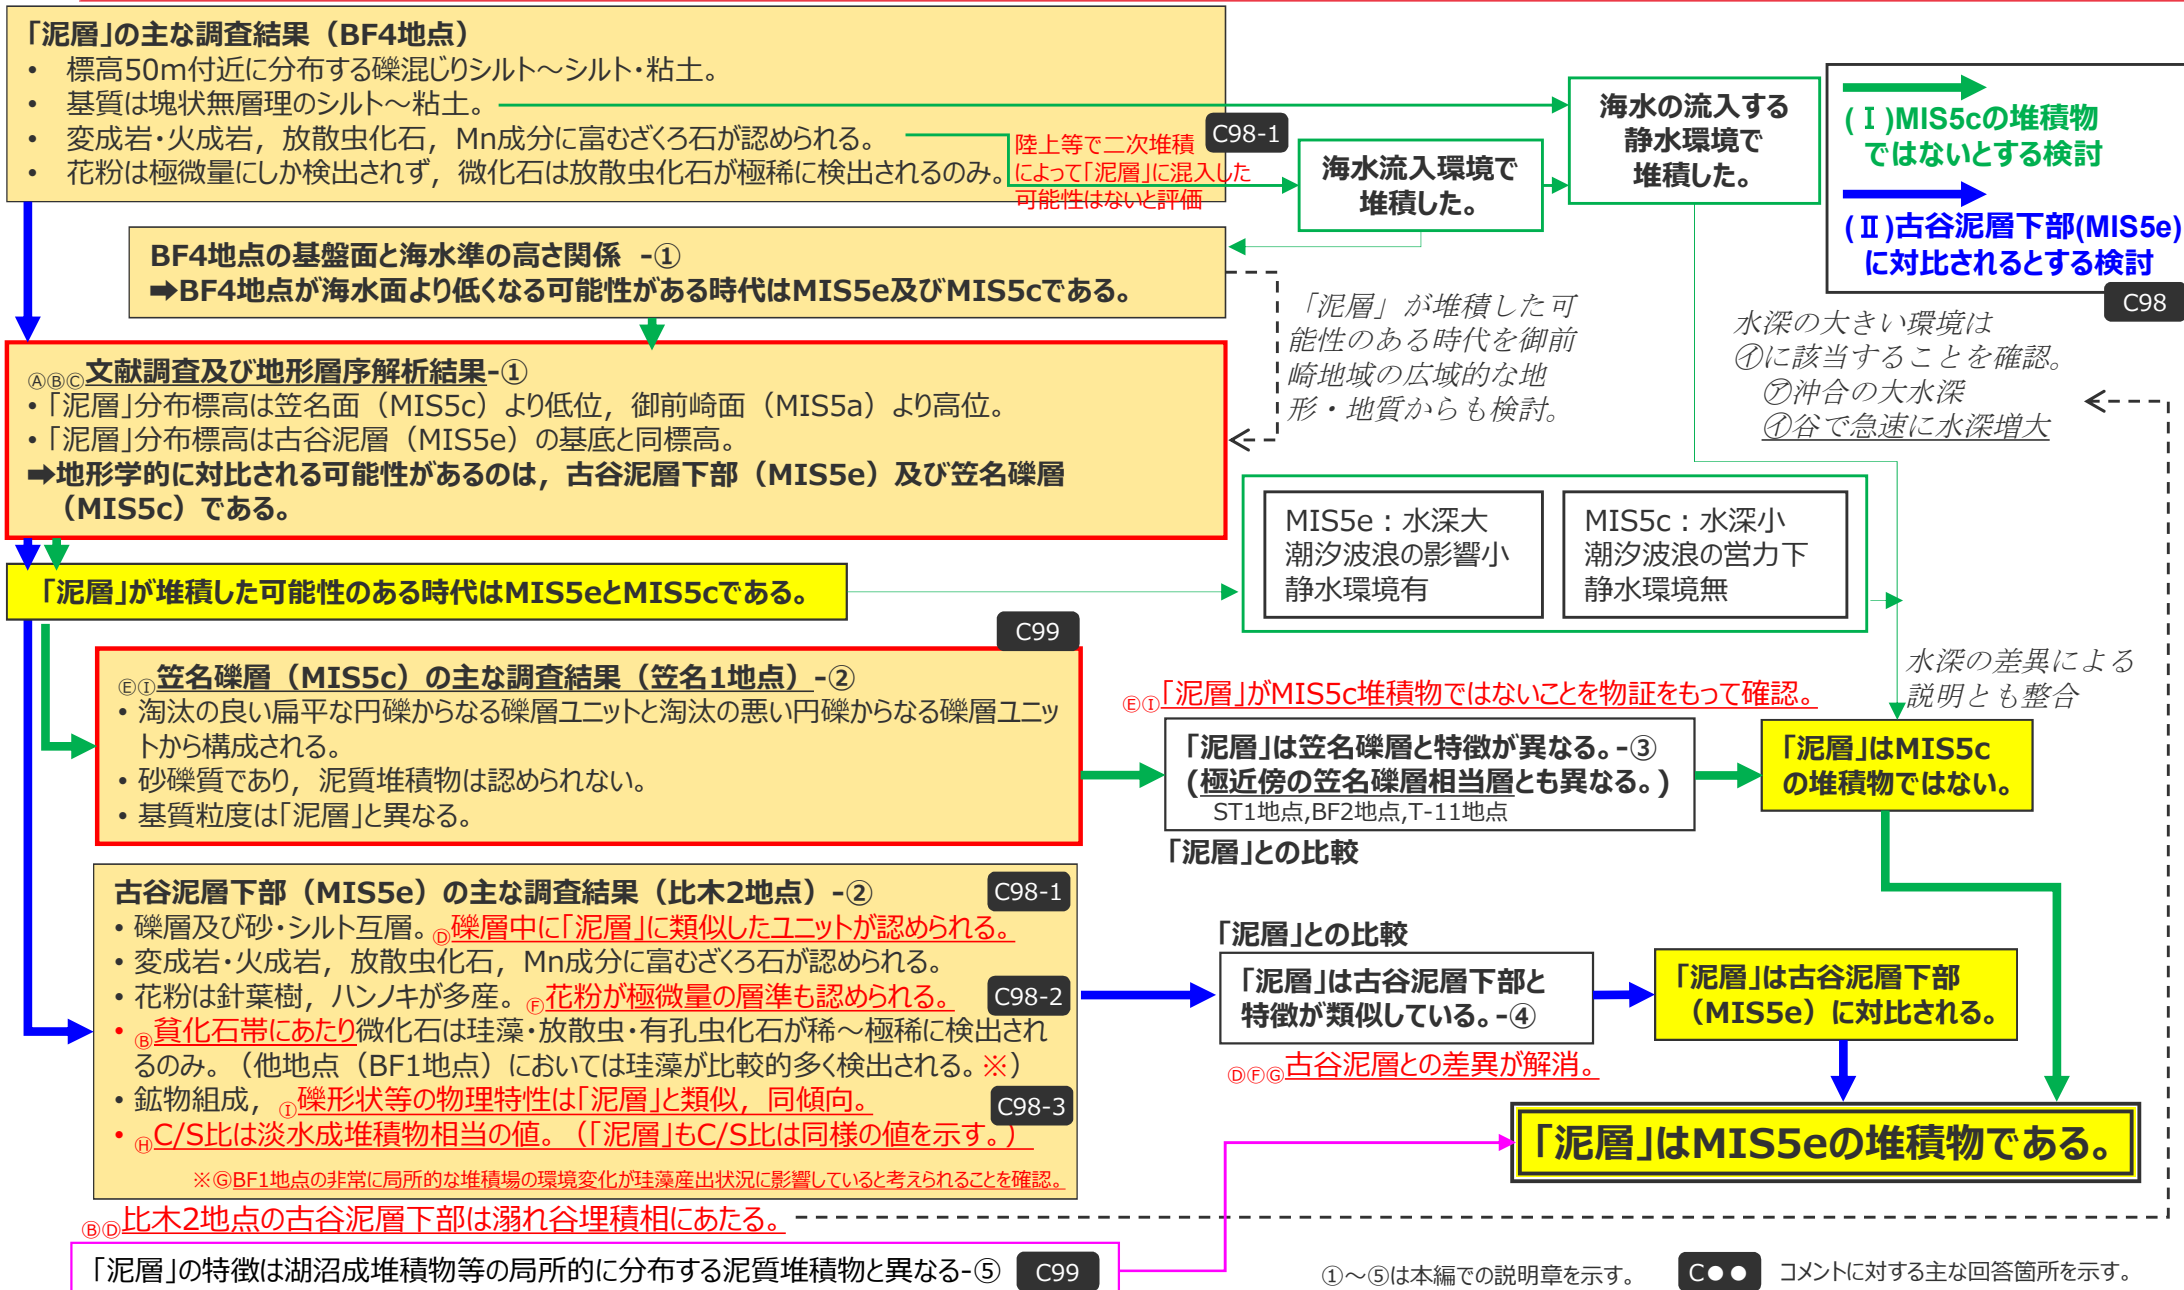 「泥層」の主な調査結果（BF4地点）
• 標高50m付近に分布する礫混じりシルト～シルト・粘土。
• 基質は塊状無層理のシルト～粘土。
• 変成岩・火成岩，放散虫化石，Mn成分に富むざくろ石が認められる。
• 花粉は極微量にしか検出されず，微化石は放散虫化石が極稀に検出されるのみ。
陸上等で二次堆積
によって「泥層」に混入した
可能性はないと評価
C98-1
海水流入環境で
堆積した。
海水の流入する
静水環境で
堆積した。
(Ⅰ)MIS5cの堆積物
ではないとする検討
(Ⅱ)古谷泥層下部(MIS5e)
に対比されるとする検討
C98
BF4地点の基盤面と海水準の高さ関係 -①
➡BF4地点が海水面より低くなる可能性がある時代はMIS5e及びMIS5cである。
「泥層」が堆積した可
能性のある時代を御前
崎地域の広域的な地
形・地質からも検討。
水深の大きい環境は
㋑に該当することを確認。
㋐沖合の大水深
㋑谷で急速に水深増大
ⒶⒷⒸ文献調査及び地形層序解析結果-①
• 「泥層」分布標高は笠名面（MIS5c）より低位，御前崎面（MIS5a）より高位。
• 「泥層」分布標高は古谷泥層（MIS5e）の基底と同標高。
➡地形学的に対比される可能性があるのは，古谷泥層下部（MIS5e）及び笠名礫層
（MIS5c）である。
「泥層」が堆積した可能性のある時代はMIS5eとMIS5cである。
MIS5e：水深大
潮汐波浪の影響小
静水環境有
MIS5c：水深小
潮汐波浪の営力下
静水環境無
C99
ⒺⒾ笠名礫層（MIS5c）の主な調査結果（笠名1地点）-②
• 淘汰の良い扁平な円礫からなる礫層ユニットと淘汰の悪い円礫からなる礫層ユニッ
トから構成される。
• 砂礫質であり，泥質堆積物は認められない。
• 基質粒度は「泥層」と異なる。
水深の差異による
説明とも整合
ⒺⒾ「泥層」がMIS5c堆積物ではないことを物証をもって確認。
「泥層」は笠名礫層と特徴が異なる。-③
(極近傍の笠名礫層相当層とも異なる。)
ST1地点,BF2地点,T-11地点
「泥層」との比較
「泥層」はMIS5c
の堆積物ではない。
古谷泥層下部（MIS5e）の主な調査結果（比木2地点）-②
C98-1
• 礫層及び砂・シルト互層。Ⓓ礫層中に「泥層」に類似したユニットが認められる。
• 変成岩・火成岩，放散虫化石，Mn成分に富むざくろ石が認められる。
• 花粉は針葉樹，ハンノキが多産。Ⓕ花粉が極微量の層準も認められる。
C98-2
• Ⓑ貧化石帯にあたり微化石は珪藻・放散虫・有孔虫化石が稀～極稀に検出され
るのみ。（他地点（BF1地点）においては珪藻が比較的多く検出される。※）
• 鉱物組成，Ⓘ礫形状等の物理特性は「泥層」と類似，同傾向。
C98-3
• ⒽC/S比は淡水成堆積物相当の値。（「泥層」もC/S比は同様の値を示す。）
※ⒼBF1地点の非常に局所的な堆積場の環境変化が珪藻産出状況に影響していると考えられることを確認。
「泥層」との比較
「泥層」は古谷泥層下部と
特徴が類似している。-④
ⒹⒻⒼ古谷泥層との差異が解消。
「泥層」は古谷泥層下部
（MIS5e）に対比される。
「泥層」はMIS5eの堆積物である。
ⒷⒹ比木2地点の古谷泥層下部は溺れ谷埋積相にあたる。
「泥層」の特徴は湖沼成堆積物等の局所的に分布する泥質堆積物と異なる-⑤
C99
①～⑤は本編での説明章を示す。
C●● コメントに対する主な回答箇所を示す。